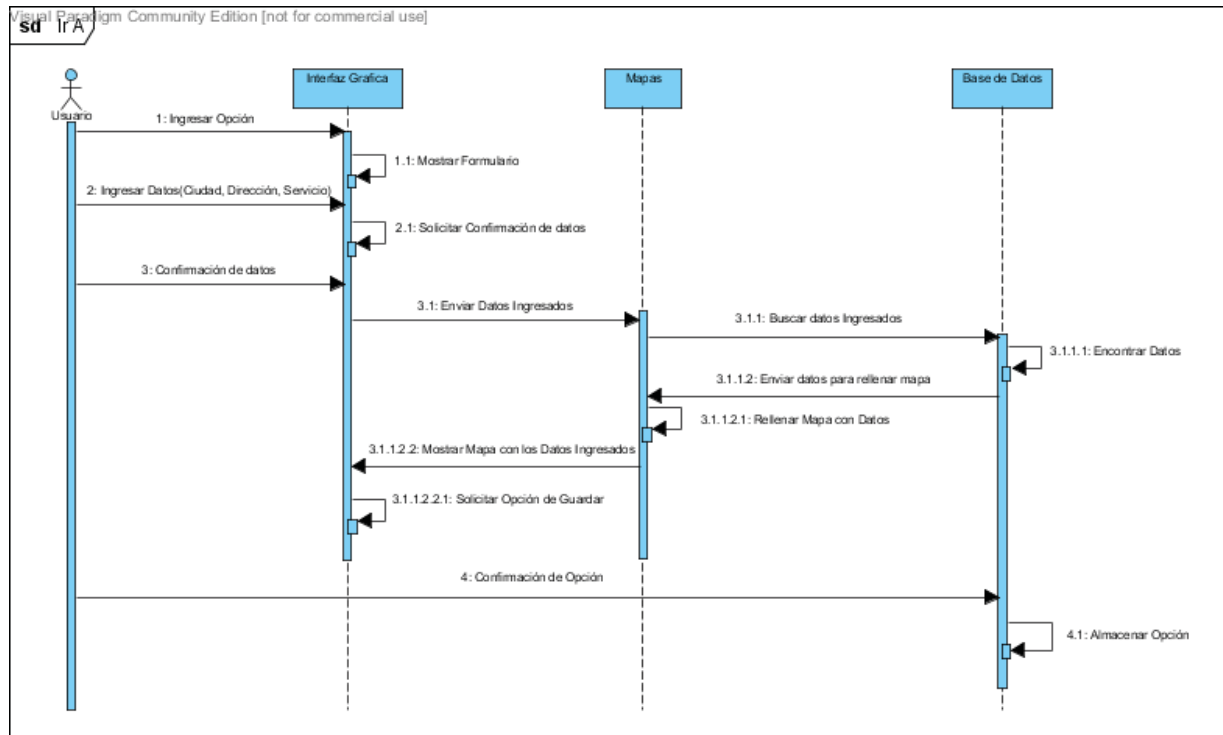 Visual Paradigm Community Edition [not for commercial use]
sd IrA
Interfaz Grafica
Mapas
Base de Datos
Usuario
1: Ingresar Opción
1.1: Mostrar Formulario
2: Ingresar Datos(Ciudad, Dirección, Servicio)
2.1: Solicitar Confirmación de datos
3: Confirmación de datos
3.1: Enviar Datos Ingresados
3.1.1: Buscar datos Ingresados
3.1.1.1: Encontrar Datos
3.1.1.2: Enviar datos para rellenar mapa
3.1.1.2.1: Rellenar Mapa con Datos
3.1.1.2.2: Mostrar Mapa con los Datos Ingresados
3.1.1.2.2.1: Solicitar Opción de Guardar
4: Confirmación de Opción
4.1: Almacenar Opción